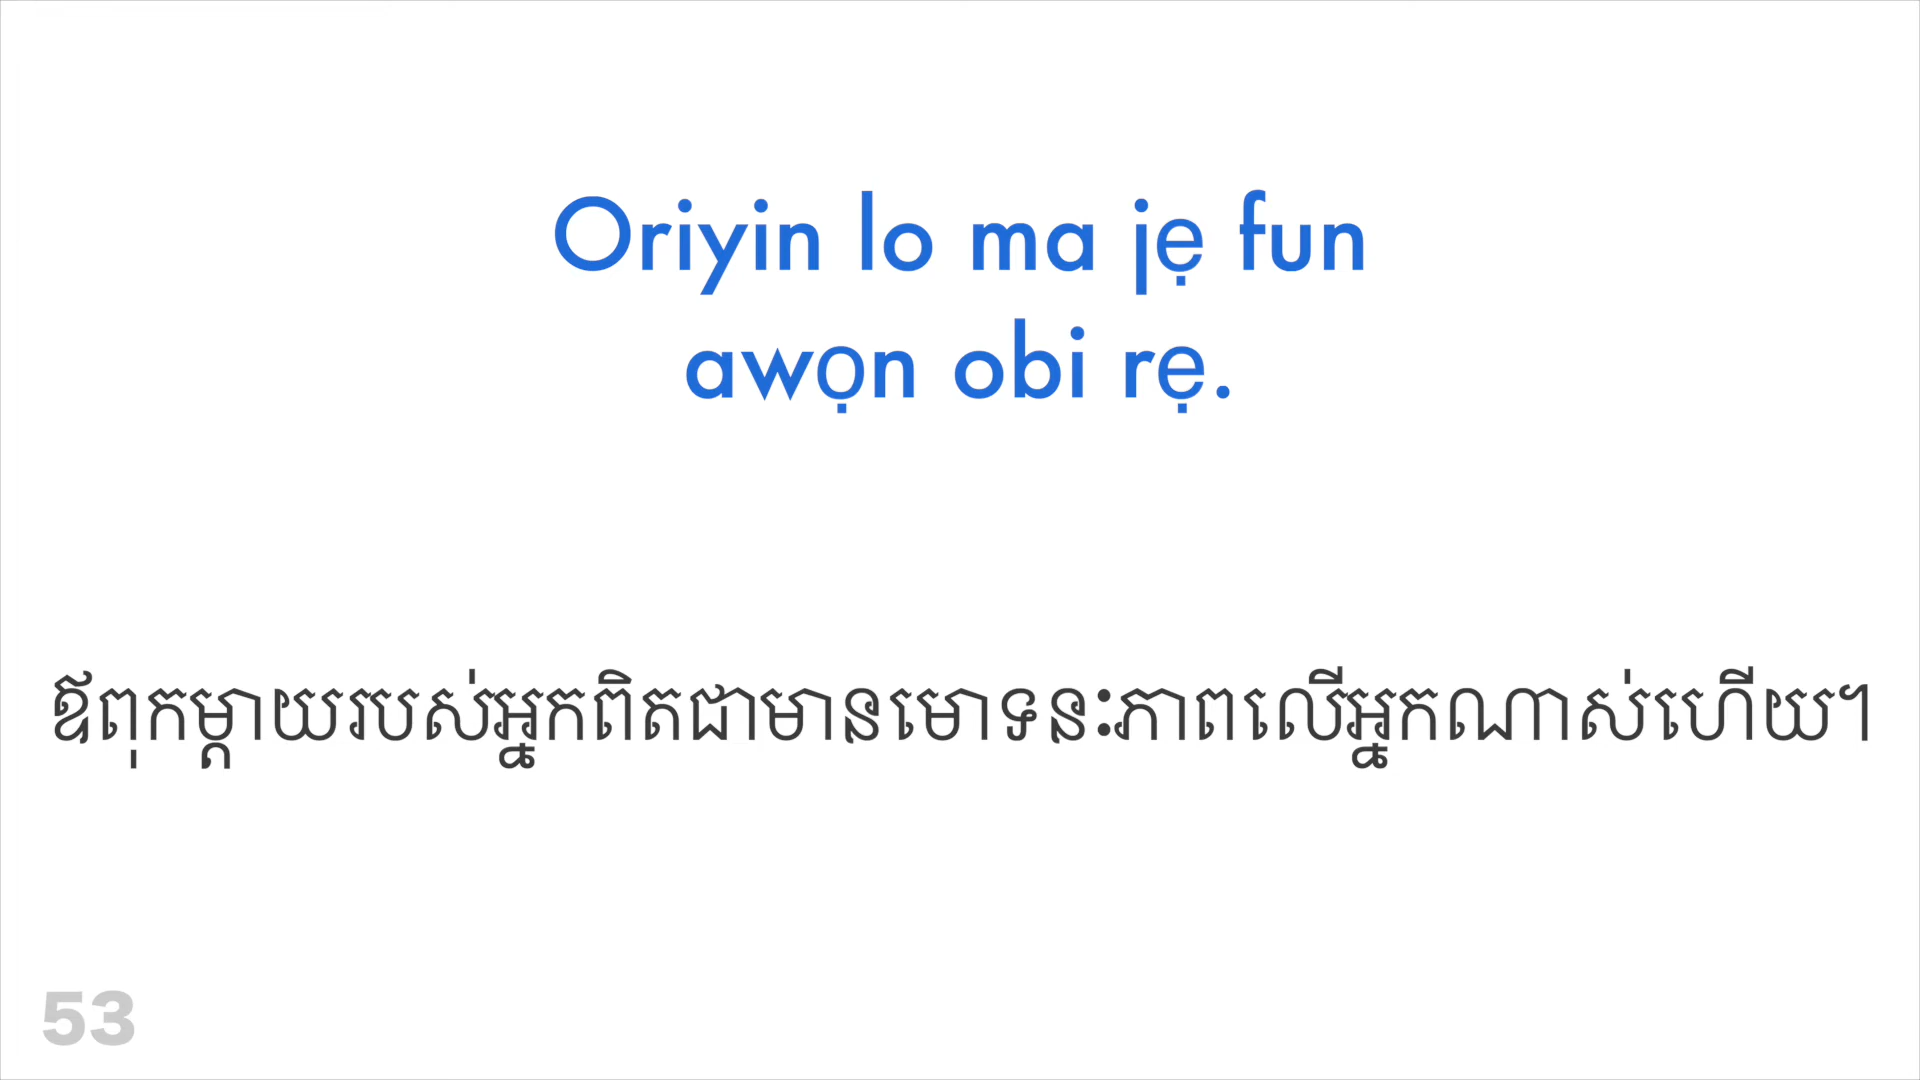 Oriyin lo ma jẹ fun
awọn obi rẹ.
ឪពុកម្ដាយរបស់អ្នកពិតជាមានមោទនៈភាពលើអ្នកណាស់ហើយ។
53